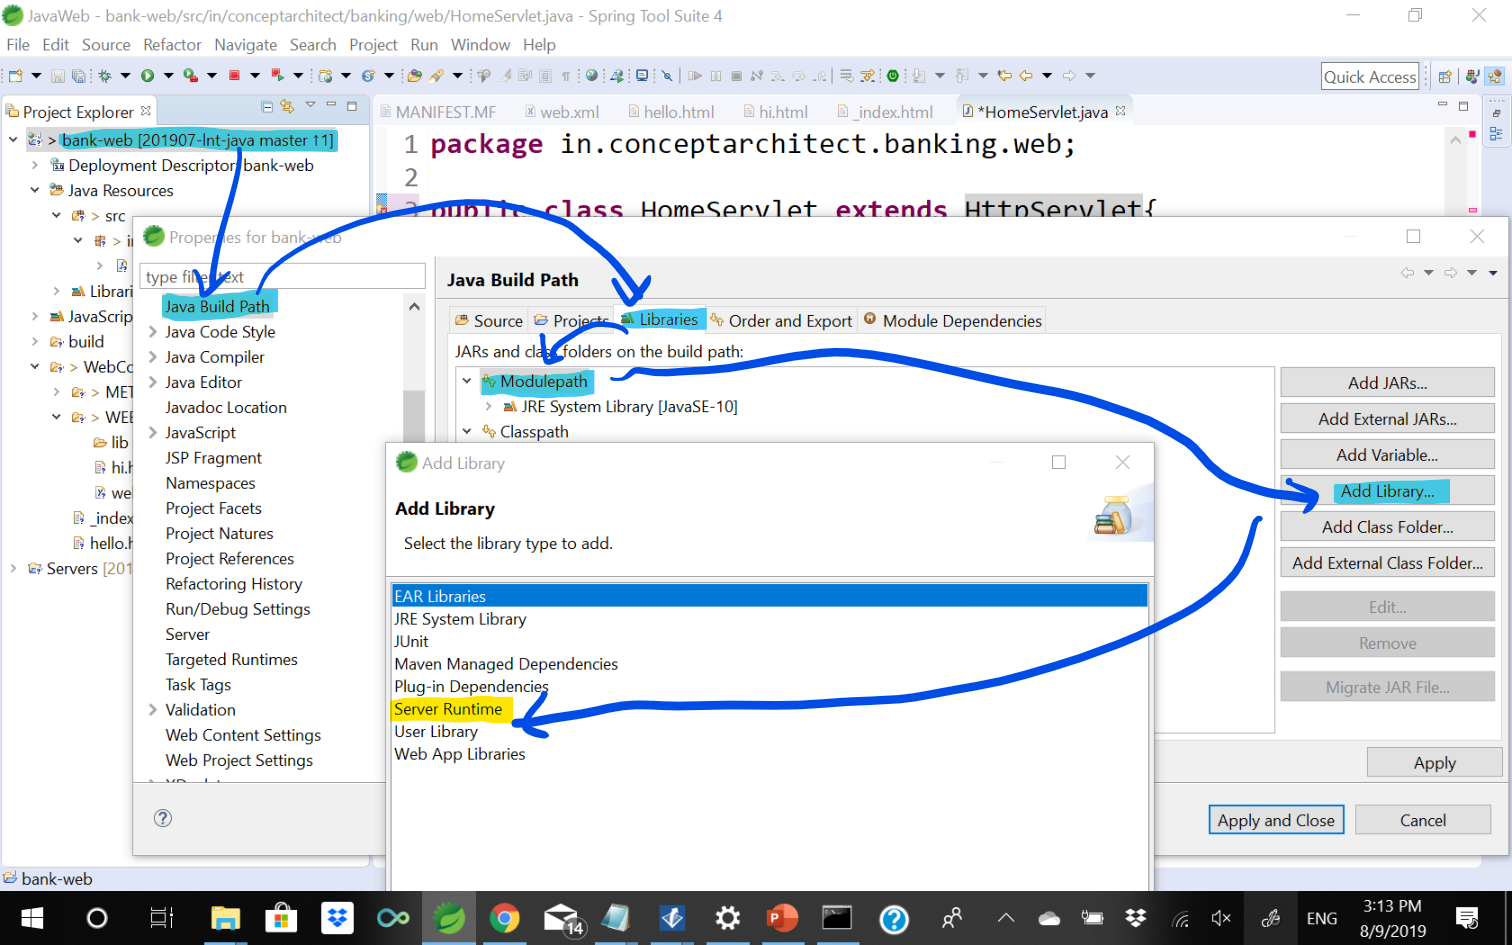 JavaWeb - bank-web/src/in/conceptarchitect/banking/web/HomeServlet.java - Spring Tool Suite 4
File Edit Source Refactor Navigate Search Project Run Window Help
Quick Access
Project Explorer
MANIFEST.MF web.xml hello.html hi.html _index.html *HomeServlet.java
> bank-web [201907-Int-java master ↑1]
Deployment Descriptor: bank-web
Java Resources
> src
Librari
JavaScrip
build
> WebCo
> MET
> WEE
lib
hi.h
we
_index
hello.h
Servers [201
1 package in.conceptarchitect.banking.web;
2
3 public class HomeServlet extends HttpServlet{
Properties for bank-web
type filter text
Java Build Path
Java Code Style
Java Compiler
Java Editor
Javadoc Location
JavaScript
JSP Fragment
Namespaces
Project Facets
Project Natures
Project References
Refactoring History
Run/Debug Settings
Server
Targeted Runtimes
Task Tags
Validation
Web Content Settings
Web Project Settings
Java Build Path
Source Projects Libraries Order and Export Module Dependencies
JARs and class folders on the build path:
Modulepath
JRE System Library [JavaSE-10]
Classpath
Add JARs...
Add External JARs...
Add Variable...
Add Library...
Add Class Folder...
Add External Class Folder...
Edit...
Remove
Migrate JAR File...
Apply
Apply and Close Cancel
Add Library
Add Library
Select the library type to add.
EAR Libraries
JRE System Library
JUnit
Maven Managed Dependencies
Plug-in Dependencies
Server Runtime
User Library
Web App Libraries
bank-web
14
ENG
3:13 PM
8/9/2019